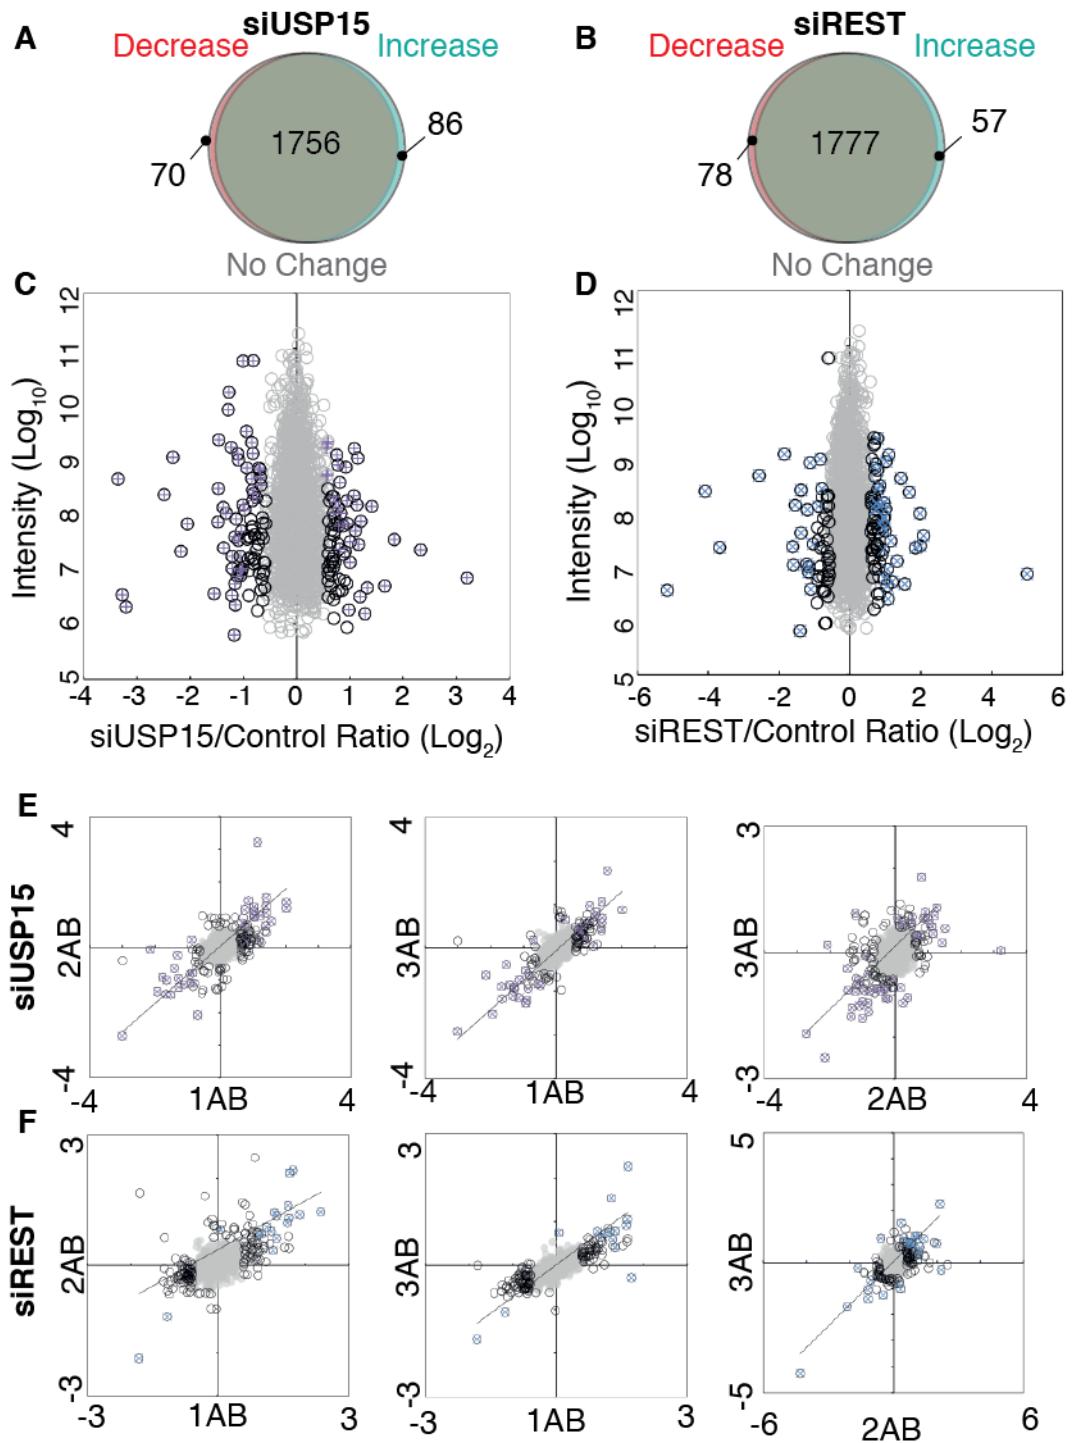 A
siUSP15
Decrease
Increase
1756
86
70
No Change
B
siREST
Decrease
Increase
1777
57
78
No Change
C
Intensity (Log10)
12
11
10
9
8
7
6
5
-4 -3 -2 -1 0 1 2 3 4
siUSP15/Control Ratio (Log2)
D
Intensity (Log10)
12
11
10
9
8
7
6
5
-6 -4 -2 0 2 4 6
siREST/Control Ratio (Log2)
E
siUSP15
4
2AB
-4
-4 1AB 4
4
3AB
-4
-4 1AB 4
3
3AB
-3
-4 2AB 4
F
siREST
3
2AB
-3
-3 1AB 3
3
3AB
-3
-3 1AB 3
5
3AB
-5
-6 2AB 6